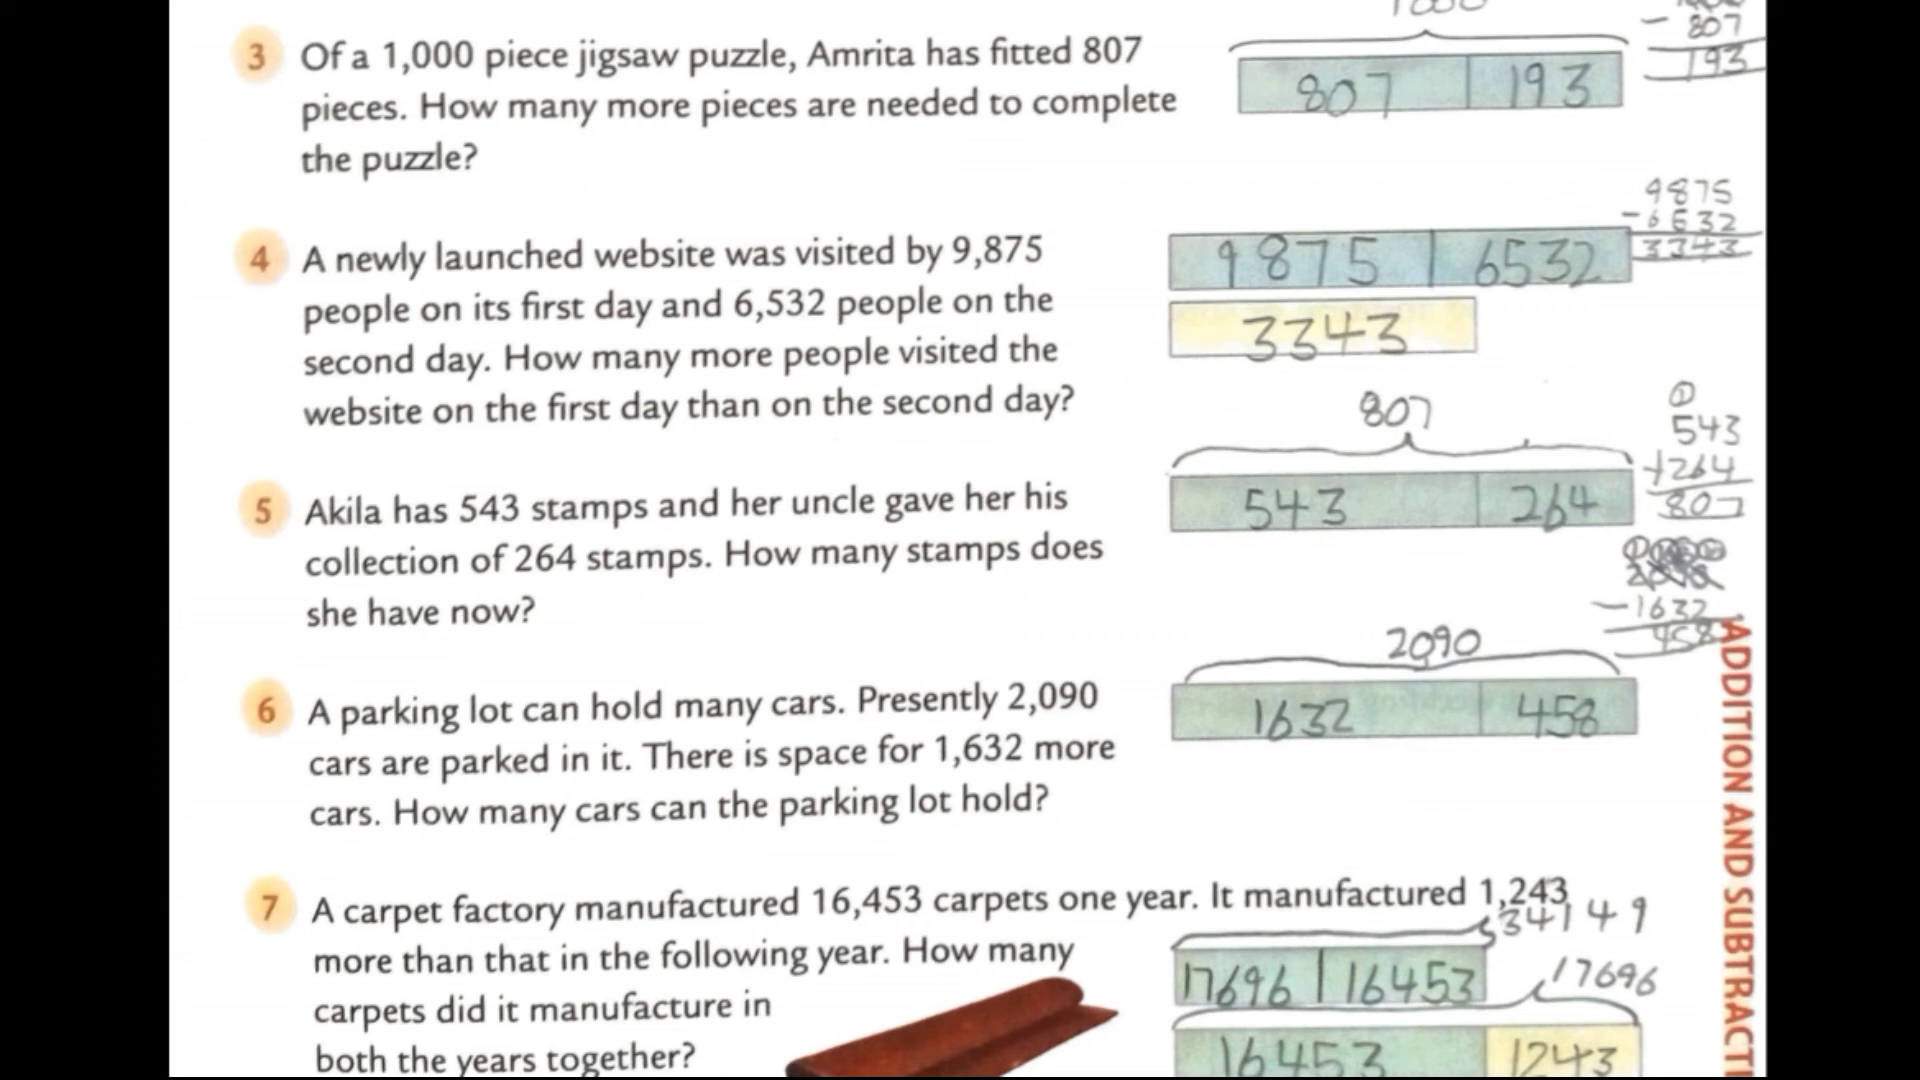 1000
- 807
193
3 Of a 1,000 piece jigsaw puzzle, Amrita has fitted 807
pieces. How many more pieces are needed to complete
the puzzle?
807 193
4 A newly launched website was visited by 9,875
people on its first day and 6,532 people on the
second day. How many more people visited the
website on the first day than on the second day?
9875 6532
3343
9875
- 6532
3343
5 Akila has 543 stamps and her uncle gave her his
collection of 264 stamps. How many stamps does
she have now?
807
543 264
1
543
+264
807
6 A parking lot can hold many cars. Presently 2,090
cars are parked in it. There is space for 1,632 more
cars. How many cars can the parking lot hold?
2090
1632 458
-1632
458
7 A carpet factory manufactured 16,453 carpets one year. It manufactured 1,243
more than that in the following year. How many
carpets did it manufacture in
both the years together?
34149
17696 16453
17696
16453 1243
ADDITION AND SUBTRACTI